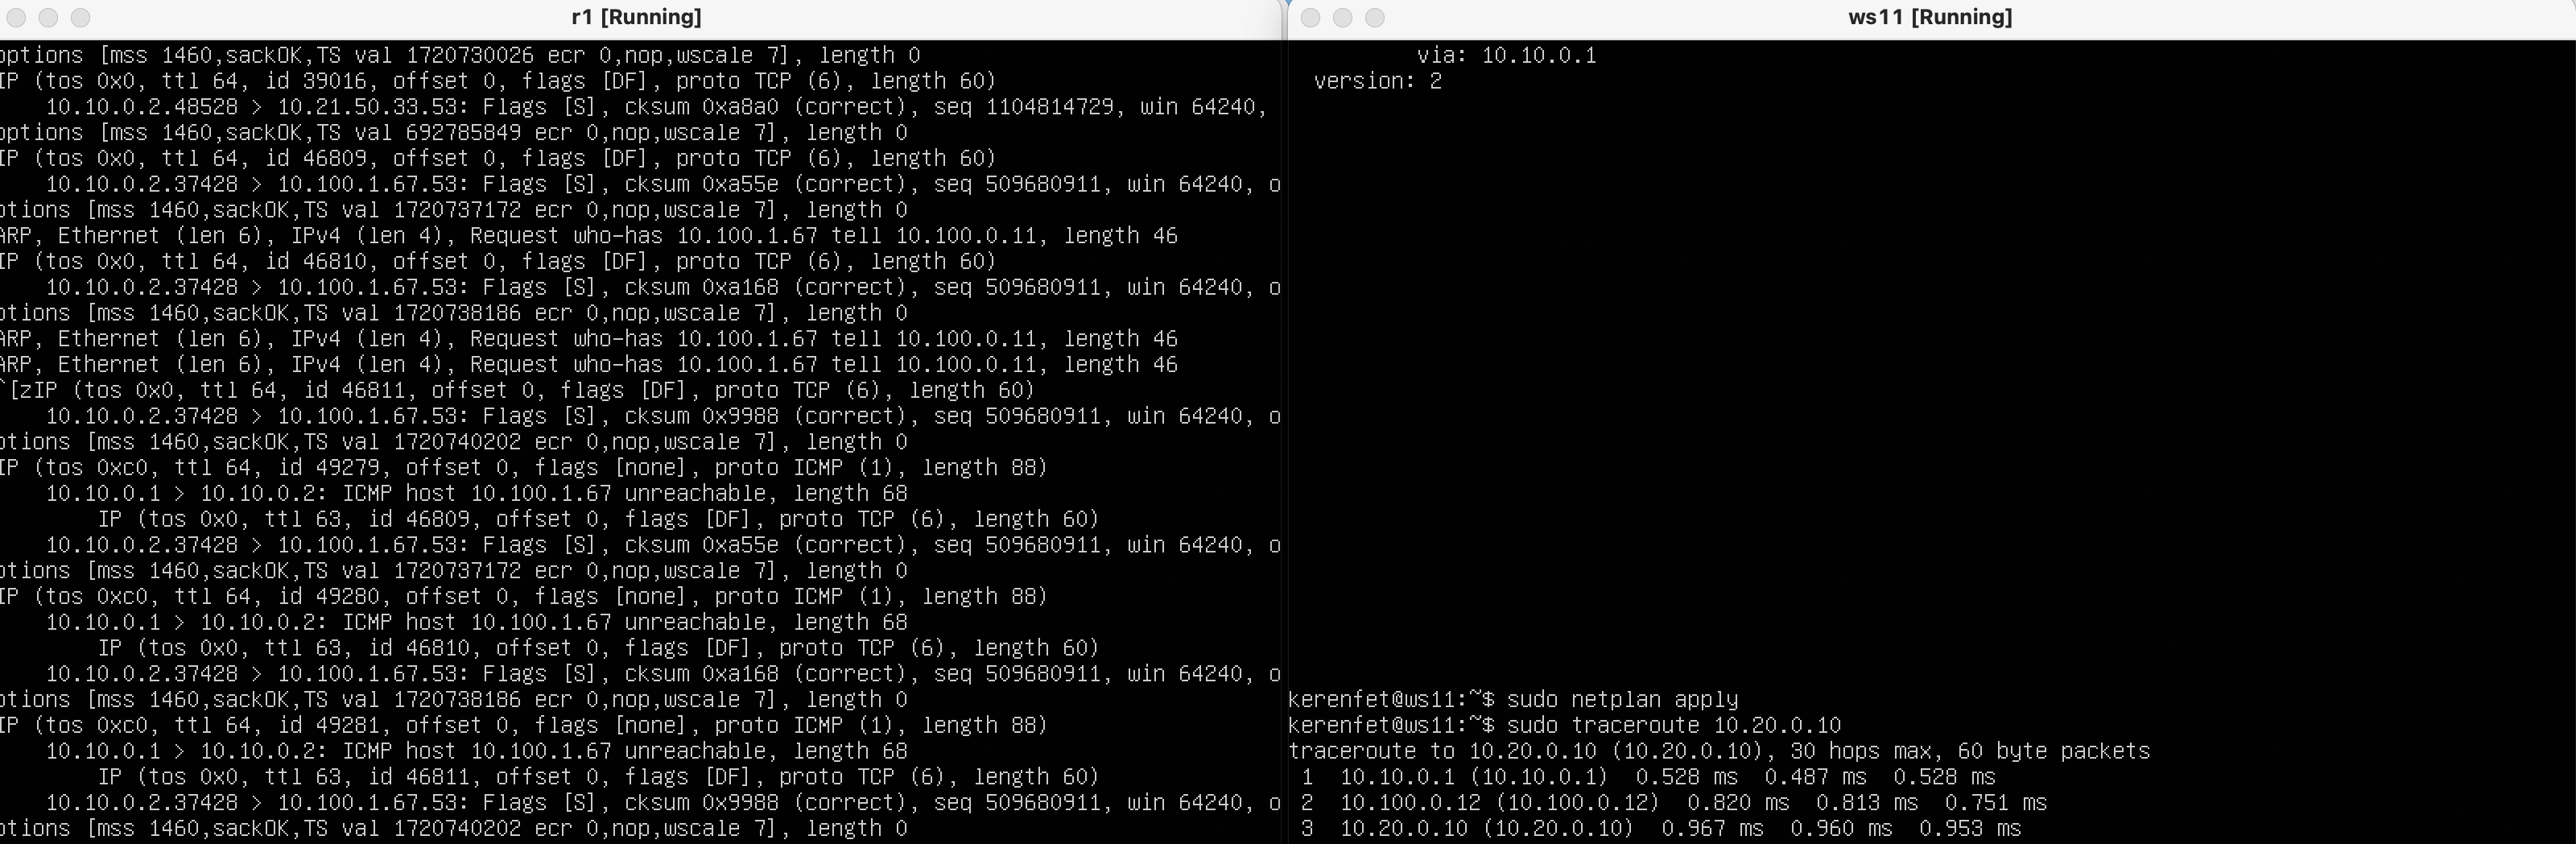 r1 [Running]
options [mss 1460,sackOK,TS val 1720730026 ecr 0,nop,wscale 7], length 0
IP (tos 0x0, ttl 64, id 39016, offset 0, flags [DF], proto TCP (6), length 60)
10.10.0.2.48528 > 10.21.50.33.53: Flags [S], cksum 0xa8a0 (correct), seq 1104814729, win 64240,
options [mss 1460,sackOK,TS val 692785849 ecr 0,nop,wscale 7], length 0
IP (tos 0x0, ttl 64, id 46809, offset 0, flags [DF], proto TCP (6), length 60)
10.10.0.2.37428 > 10.100.1.67.53: Flags [S], cksum 0xa55e (correct), seq 509680911, win 64240, o
ptions [mss 1460,sackOK,TS val 1720737172 ecr 0,nop,wscale 7], length 0
ARP, Ethernet (len 6), IPv4 (len 4), Request who-has 10.100.1.67 tell 10.100.0.11, length 46
IP (tos 0x0, ttl 64, id 46810, offset 0, flags [DF], proto TCP (6), length 60)
10.10.0.2.37428 > 10.100.1.67.53: Flags [S], cksum 0xa168 (correct), seq 509680911, win 64240, o
ptions [mss 1460,sackOK,TS val 1720738186 ecr 0,nop,wscale 7], length 0
ARP, Ethernet (len 6), IPv4 (len 4), Request who-has 10.100.1.67 tell 10.100.0.11, length 46
ARP, Ethernet (len 6), IPv4 (len 4), Request who-has 10.100.1.67 tell 10.100.0.11, length 46
^[zIP (tos 0x0, ttl 64, id 46811, offset 0, flags [DF], proto TCP (6), length 60)
10.10.0.2.37428 > 10.100.1.67.53: Flags [S], cksum 0x9988 (correct), seq 509680911, win 64240, o
ptions [mss 1460,sackOK,TS val 1720740202 ecr 0,nop,wscale 7], length 0
IP (tos 0xc0, ttl 64, id 49279, offset 0, flags [none], proto ICMP (1), length 88)
10.10.0.1 > 10.10.0.2: ICMP host 10.100.1.67 unreachable, length 68
IP (tos 0x0, ttl 63, id 46809, offset 0, flags [DF], proto TCP (6), length 60)
10.10.0.2.37428 > 10.100.1.67.53: Flags [S], cksum 0xa55e (correct), seq 509680911, win 64240, o
ptions [mss 1460,sackOK,TS val 1720737172 ecr 0,nop,wscale 7], length 0
IP (tos 0xc0, ttl 64, id 49280, offset 0, flags [none], proto ICMP (1), length 88)
10.10.0.1 > 10.10.0.2: ICMP host 10.100.1.67 unreachable, length 68
IP (tos 0x0, ttl 63, id 46810, offset 0, flags [DF], proto TCP (6), length 60)
10.10.0.2.37428 > 10.100.1.67.53: Flags [S], cksum 0xa168 (correct), seq 509680911, win 64240, o
ptions [mss 1460,sackOK,TS val 1720738186 ecr 0,nop,wscale 7], length 0
IP (tos 0xc0, ttl 64, id 49281, offset 0, flags [none], proto ICMP (1), length 88)
10.10.0.1 > 10.10.0.2: ICMP host 10.100.1.67 unreachable, length 68
IP (tos 0x0, ttl 63, id 46811, offset 0, flags [DF], proto TCP (6), length 60)
10.10.0.2.37428 > 10.100.1.67.53: Flags [S], cksum 0x9988 (correct), seq 509680911, win 64240, o
ptions [mss 1460,sackOK,TS val 1720740202 ecr 0,nop,wscale 7], length 0
ws11 [Running]
via: 10.10.0.1
version: 2
kerenfet@ws11:~$ sudo netplan apply
kerenfet@ws11:~$ sudo traceroute 10.20.0.10
traceroute to 10.20.0.10 (10.20.0.10), 30 hops max, 60 byte packets
1 10.10.0.1 (10.10.0.1) 0.528 ms 0.487 ms 0.528 ms
2 10.100.0.12 (10.100.0.12) 0.820 ms 0.813 ms 0.751 ms
3 10.20.0.10 (10.20.0.10) 0.967 ms 0.960 ms 0.953 ms